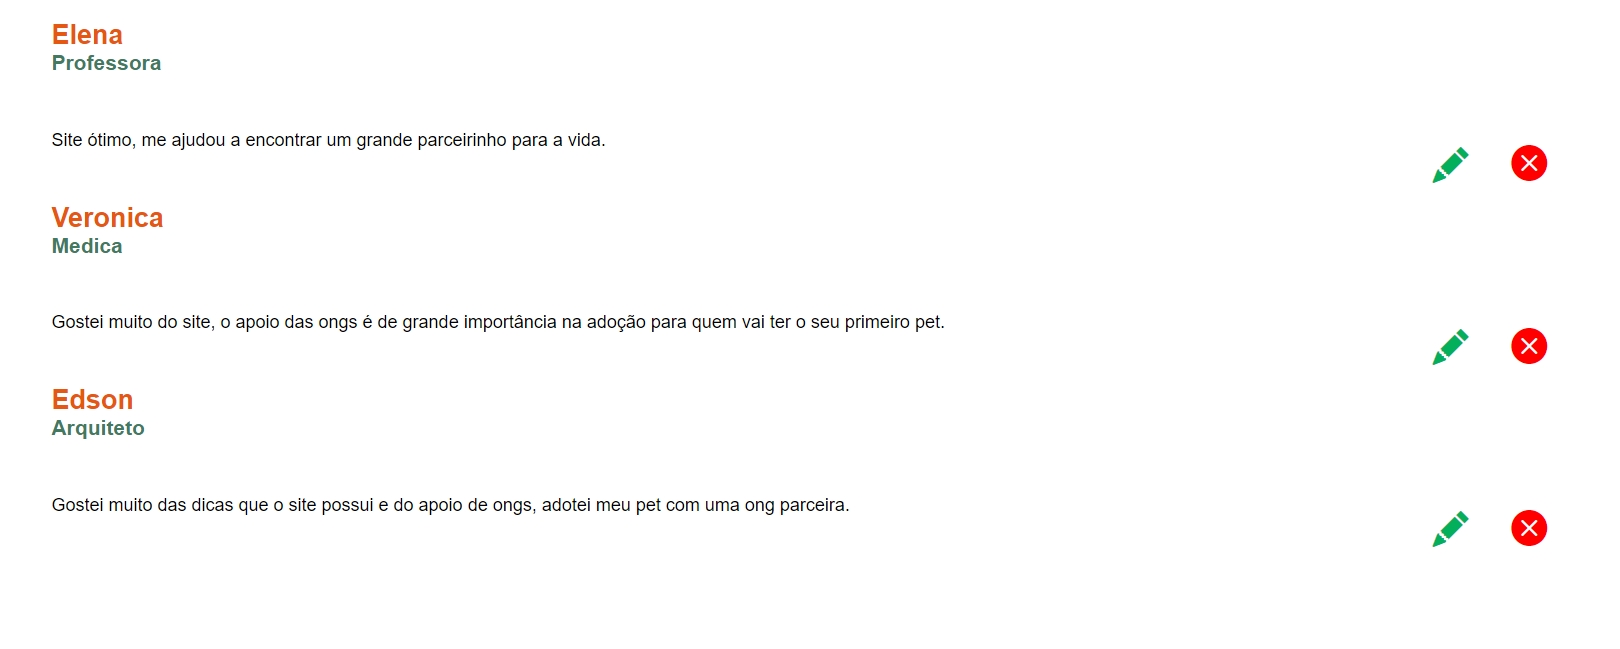 Elena
Professora
Site ótimo, me ajudou a encontrar um grande parceirinho para a vida.
Veronica
Medica
Gostei muito do site, o apoio das ongs é de grande importância na adoção para quem vai ter o seu primeiro pet.
Edson
Arquiteto
Gostei muito das dicas que o site possui e do apoio de ongs, adotei meu pet com uma ong parceira.